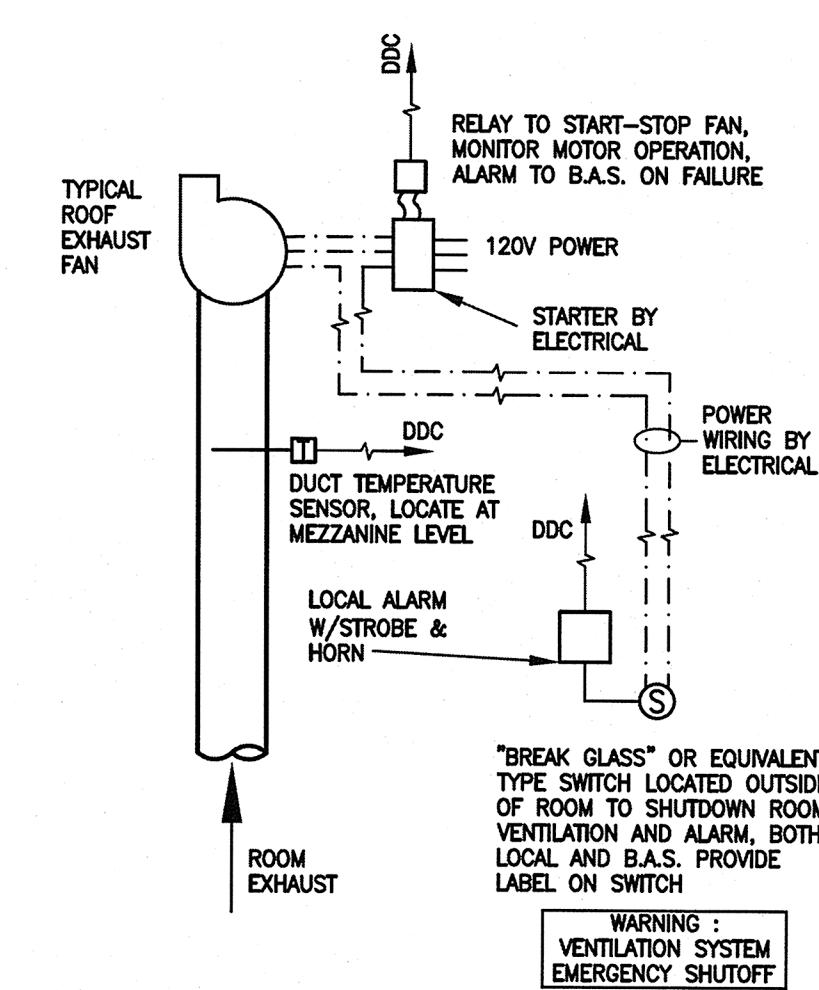 DDC
RELAY TO START-STOP FAN,
MONITOR MOTOR OPERATION,
ALARM TO B.A.S. ON FAILURE
TYPICAL
ROOF
EXHAUST
FAN
120V POWER
STARTER BY
ELECTRICAL
POWER
WIRING BY
ELECTRICAL
T
DDC
DUCT TEMPERATURE
SENSOR, LOCATE AT
MEZZANINE LEVEL
DDC
LOCAL ALARM
W/STROBE &
HORN
S
"BREAK GLASS" OR EQUIVALENT
TYPE SWITCH LOCATED OUTSIDE
OF ROOM TO SHUTDOWN ROOM
VENTILATION AND ALARM, BOTH
LOCAL AND B.A.S. PROVIDE
LABEL ON SWITCH
ROOM
EXHAUST
WARNING :
VENTILATION SYSTEM
EMERGENCY SHUTOFF